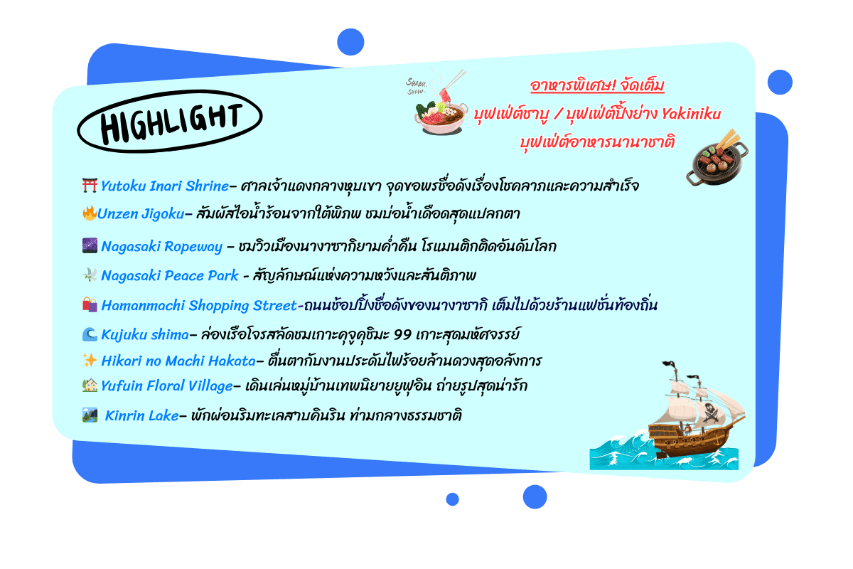 HIGHLIGHT
อาหารพิเศษ! จัดเต็ม
บุฟเฟ่ต์ชาบู / บุฟเฟ่ต์ปิ้งย่าง Yakiniku
บุฟเฟ่ต์อาหารนานาชาติ
Yutoku Inari Shrine– ศาลเจ้าแดงกลางหุบเขา จุดขอพรชื่อดังเรื่องโชคลาภและความสำเร็จ
Unzen Jigoku– สัมผัสไอน้ำร้อนจากใต้พิภพ ชมบ่อน้ำเดือดสุดแปลกตา
Nagasaki Ropeway – ชมวิวเมืองนางาซากิยามค่ำคืน โรแมนติกติดอันดับโลก
Nagasaki Peace Park - สัญลักษณ์แห่งความหวังและสันติภาพ
Hamanmachi Shopping Street-ถนนช้อปปิ้งชื่อดังของนางาซากิ เต็มไปด้วยร้านแฟชั่นท้องถิ่น
Kujuku shima– ล่องเรือโจรสลัดชมเกาะคุจูคุชิมะ 99 เกาะสุดมหัศจรรย์
Hikari no Machi Hakata– ตื่นตากับงานประดับไฟร้อยล้านดวงสุดอลังการ
Yufuin Floral Village– เดินเล่นหมู่บ้านเทพนิยายยูฟุอิน ถ่ายรูปสุดน่ารัก
Kinrin Lake– พักผ่อนริมทะเลสาบคินริน ท่ามกลางธรรมชาติ